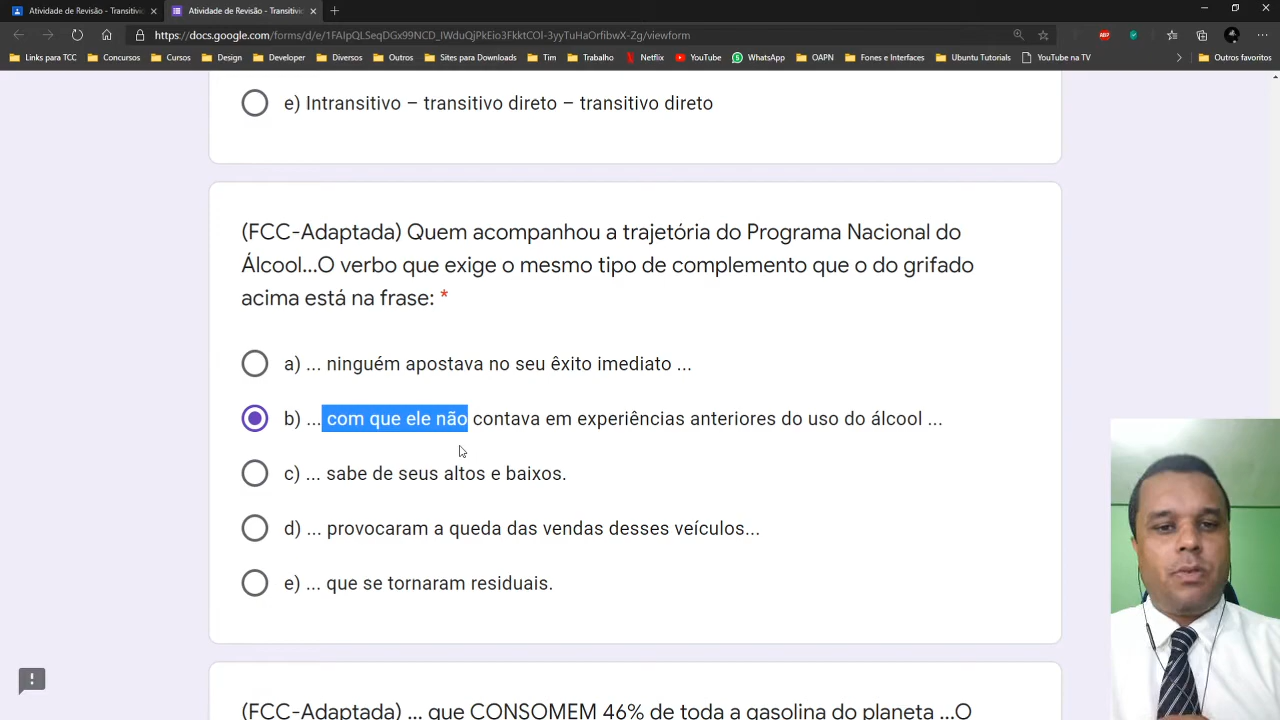 Atividade de Revisão - Transitivi
Atividade de Revisão - Transitivi
https://docs.google.com/forms/d/e/1FAIpQLSeqDGx99NCD_IWduQjPkEio3FkktCOl-3yyTuHaOrfibwX-Zg/viewform
Links para TCC
Concursos
Cursos
Design
Developer
Diversos
Outros
Sites para Downloads
Tim
Trabalho
Netflix
YouTube
WhatsApp
OAPN
Fones e Interfaces
Ubuntu Tutorials
YouTube na TV
Outros favoritos
e) Intransitivo – transitivo direto – transitivo direto
(FCC-Adaptada) Quem acompanhou a trajetória do Programa Nacional do
Álcool...O verbo que exige o mesmo tipo de complemento que o do grifado
acima está na frase: *
a) ... ninguém apostava no seu êxito imediato ...
b) ... com que ele não contava em experiências anteriores do uso do álcool ...
c) ... sabe de seus altos e baixos.
d) ... provocaram a queda das vendas desses veículos...
e) ... que se tornaram residuais.
(FCC-Adaptada) ... que CONSOMEM 46% de toda a gasolina do planeta ...O